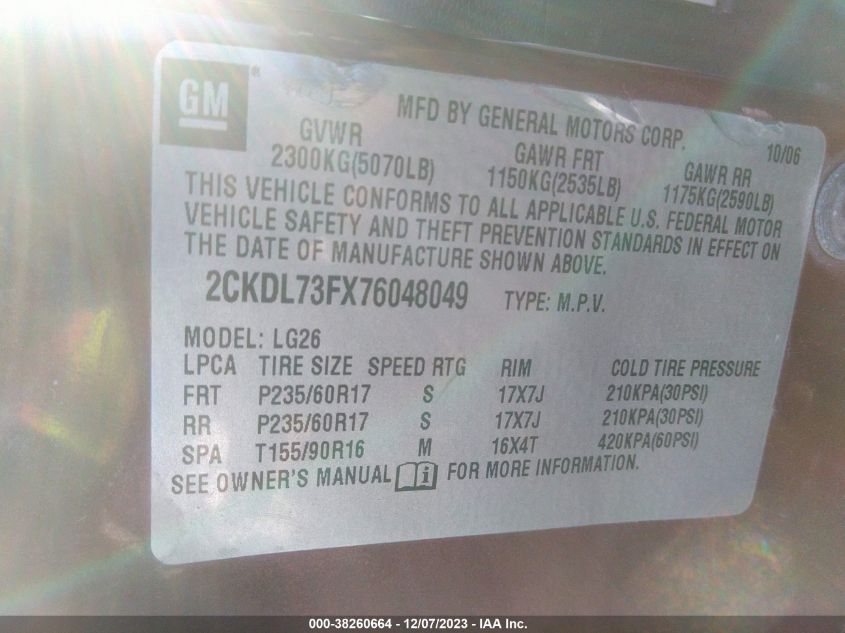 GM®
MFD BY GENERAL MOTORS CORP.
10/06
GVWR GAWR FRT GAWR RR
2300KG(5070LB) 1150KG(2535LB) 1175KG(2590LB)
THIS VEHICLE CONFORMS TO ALL APPLICABLE U.S. FEDERAL MOTOR
VEHICLE SAFETY AND THEFT PREVENTION STANDARDS IN EFFECT ON
THE DATE OF MANUFACTURE SHOWN ABOVE.
2CKDL73FX76048049 TYPE: M.P.V.
MODEL: LG26
LPCA TIRE SIZE SPEED RTG RIM COLD TIRE PRESSURE
FRT P235/60R17 S 17X7J 210KPA(30PSI)
RR P235/60R17 S 17X7J 210KPA(30PSI)
SPA T155/90R16 M 16X4T 420KPA(60PSI)
SEE OWNER'S MANUAL i FOR MORE INFORMATION.
000-38260664 - 12/07/2023 - IAA Inc.